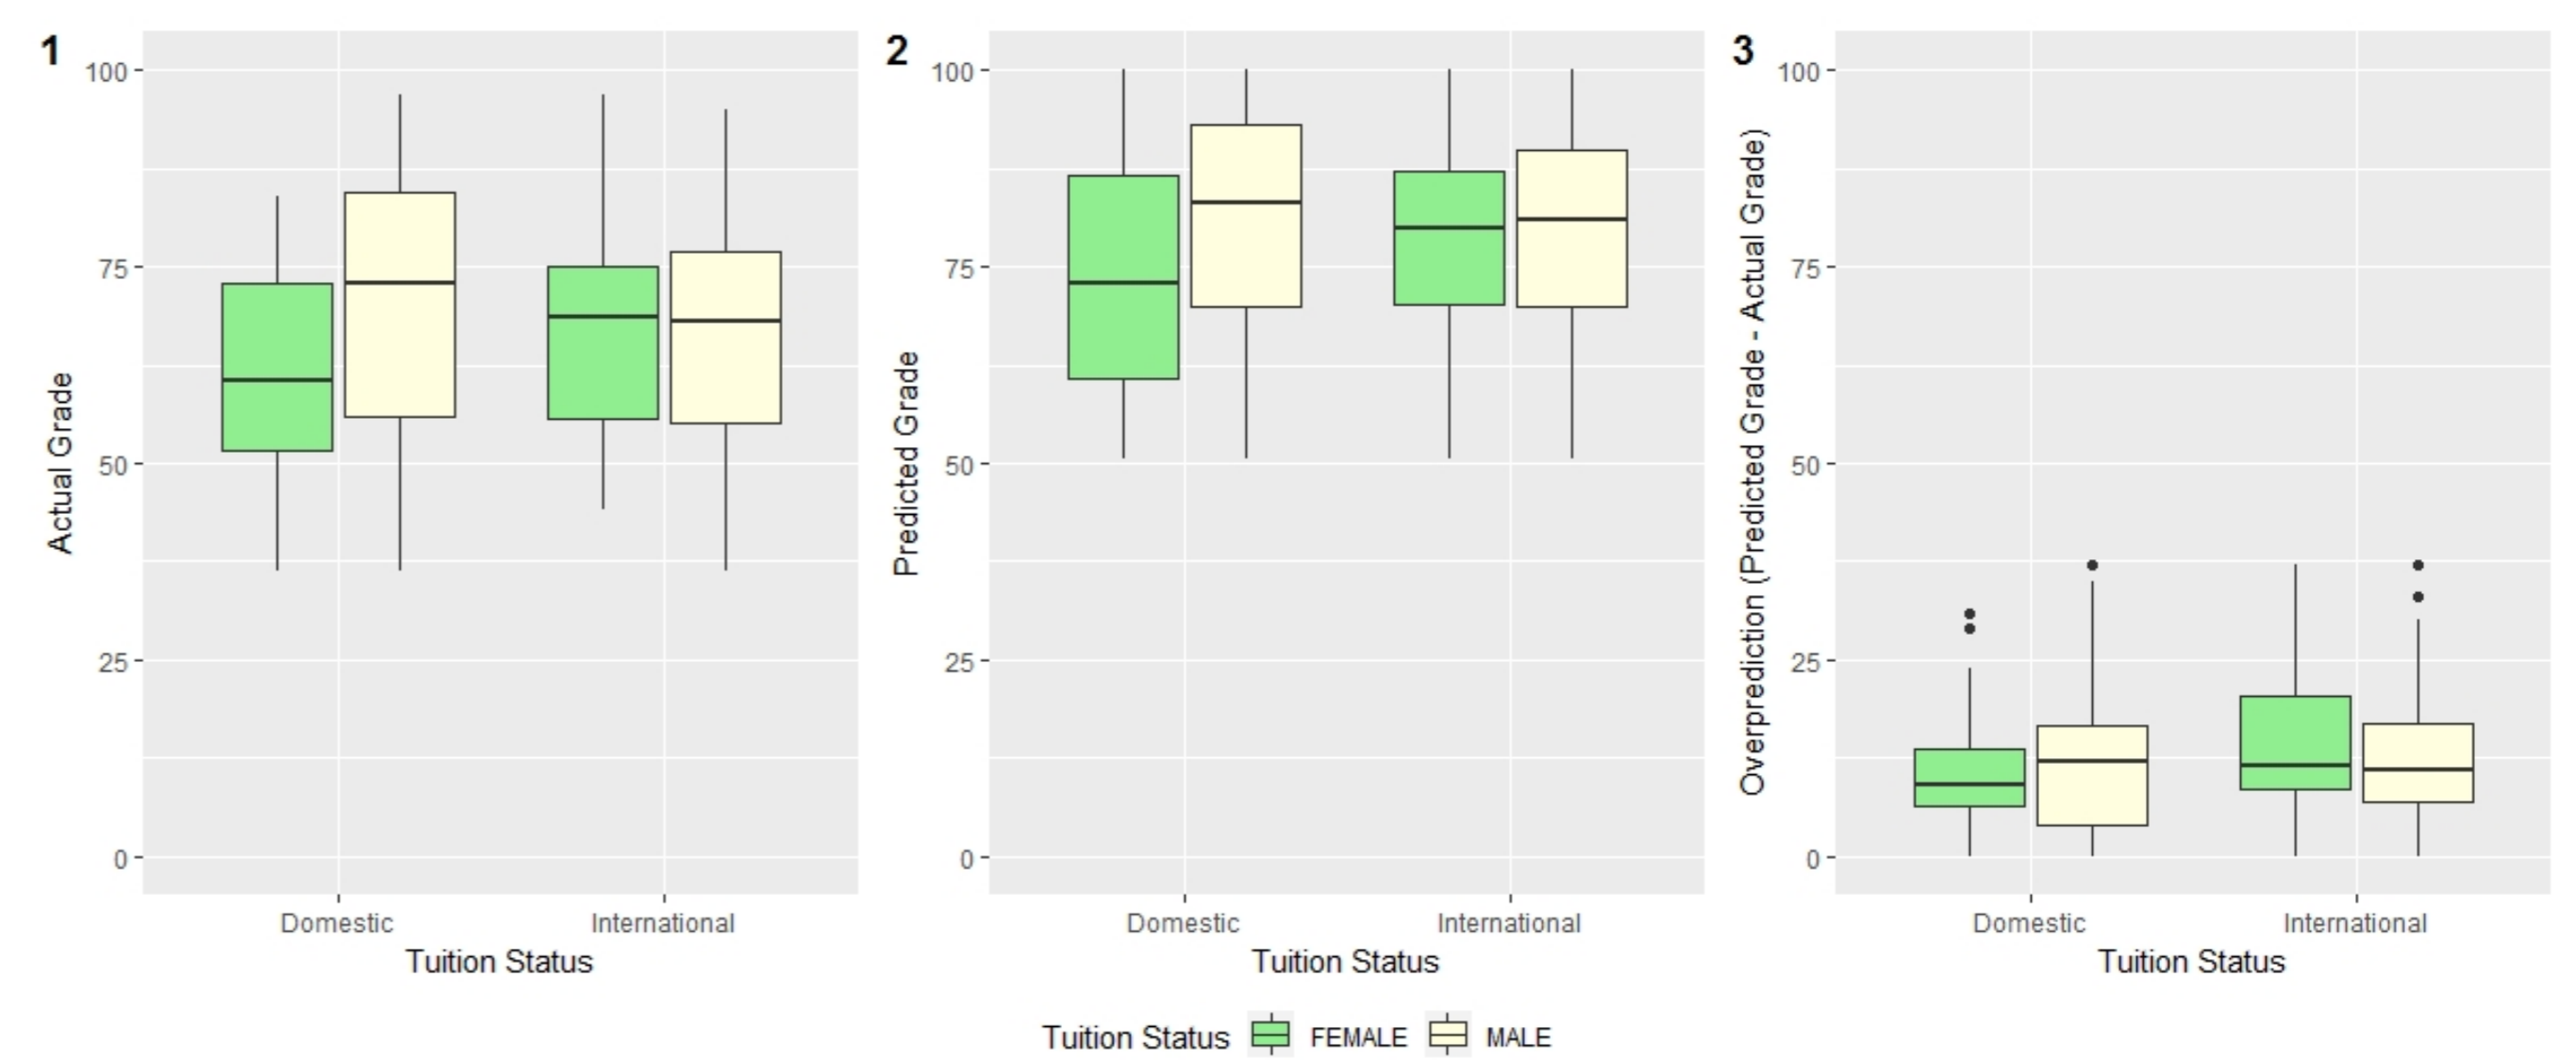 1
100
75
50
25
0
Actual Grade
Domestic
International
Tuition Status
2
100
75
50
25
0
Predicted Grade
Domestic
International
Tuition Status
3
100
75
50
25
0
Overprediction (Predicted Grade - Actual Grade)
Domestic
International
Tuition Status
Tuition Status FEMALE MALE